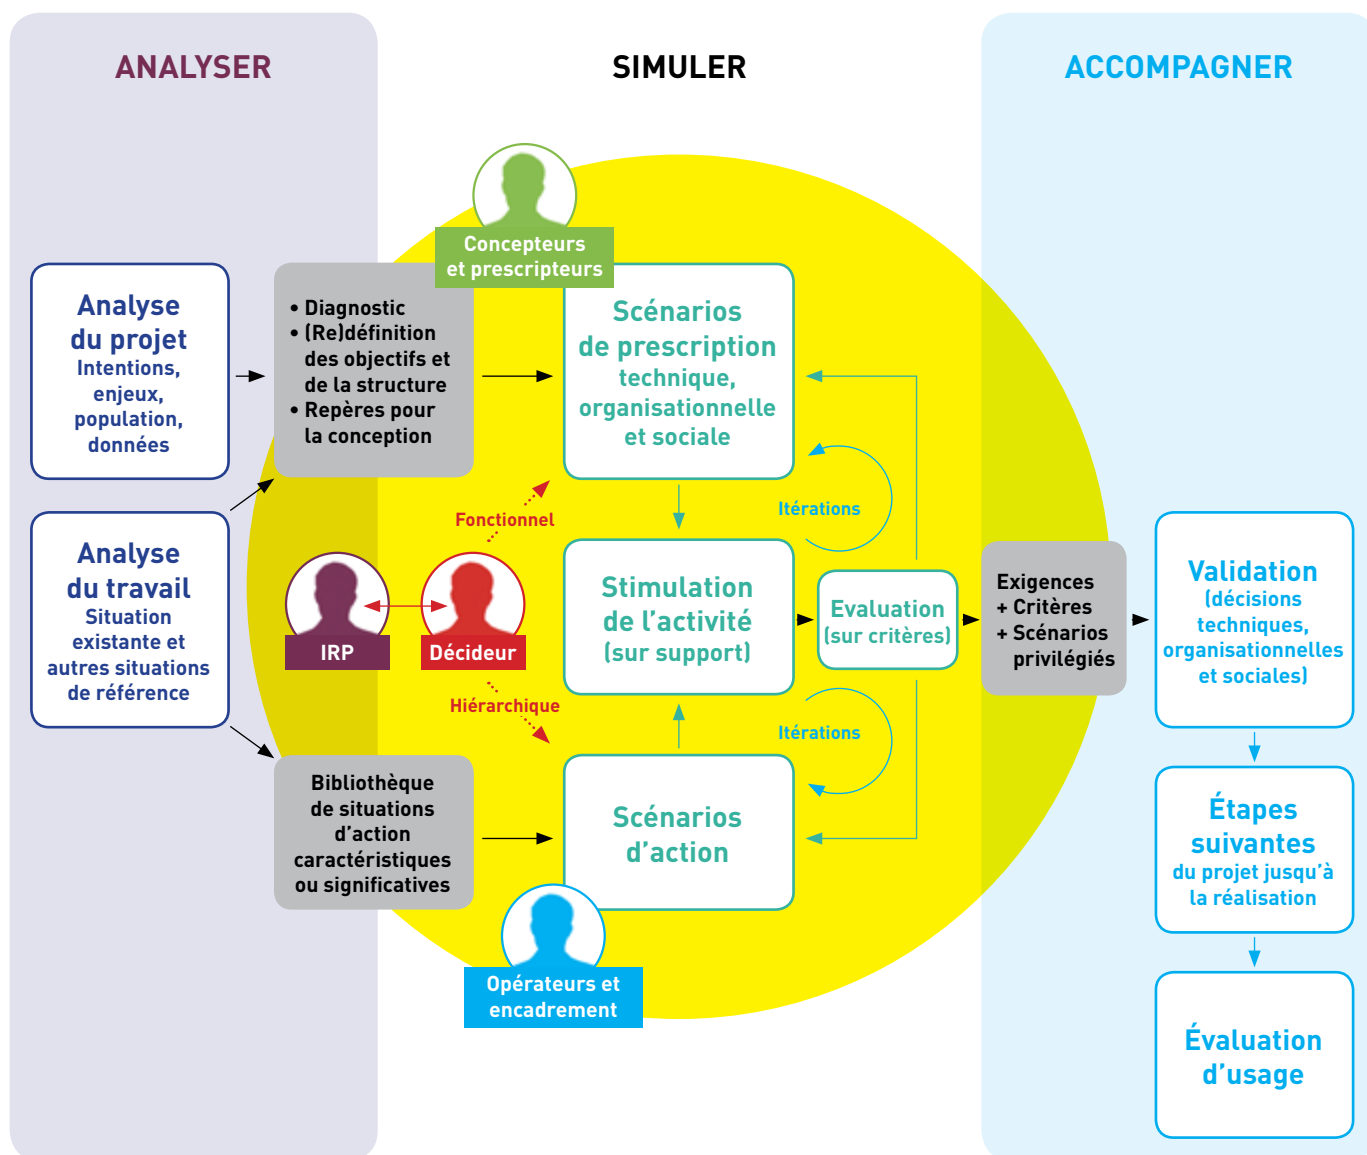 ANALYSER
SIMULER
ACCOMPAGNER
Concepteurs
et prescripteurs
Analyse
du projet
Intentions,
enjeux,
population,
données
• Diagnostic
• (Re)définition
des objectifs et
de la structure
• Repères pour
la conception
Scénarios
de prescription
technique,
organisationnelle
et sociale
Fonctionnel
Itérations
Analyse
du travail
Situation
existante et
autres situations
de référence
IRP
Décideur
Stimulation
de l’activité
(sur support)
Evaluation
(sur critères)
Exigences
+ Critères
+ Scénarios
privilégiés
Validation
(décisions
techniques,
organisationnelles
et sociales)
Hiérarchique
Itérations
Bibliothèque
de situations
d’action
caractéristiques
ou significatives
Scénarios
d’action
Étapes
suivantes
du projet jusqu’à
la réalisation
Opérateurs et
encadrement
Évaluation
d’usage